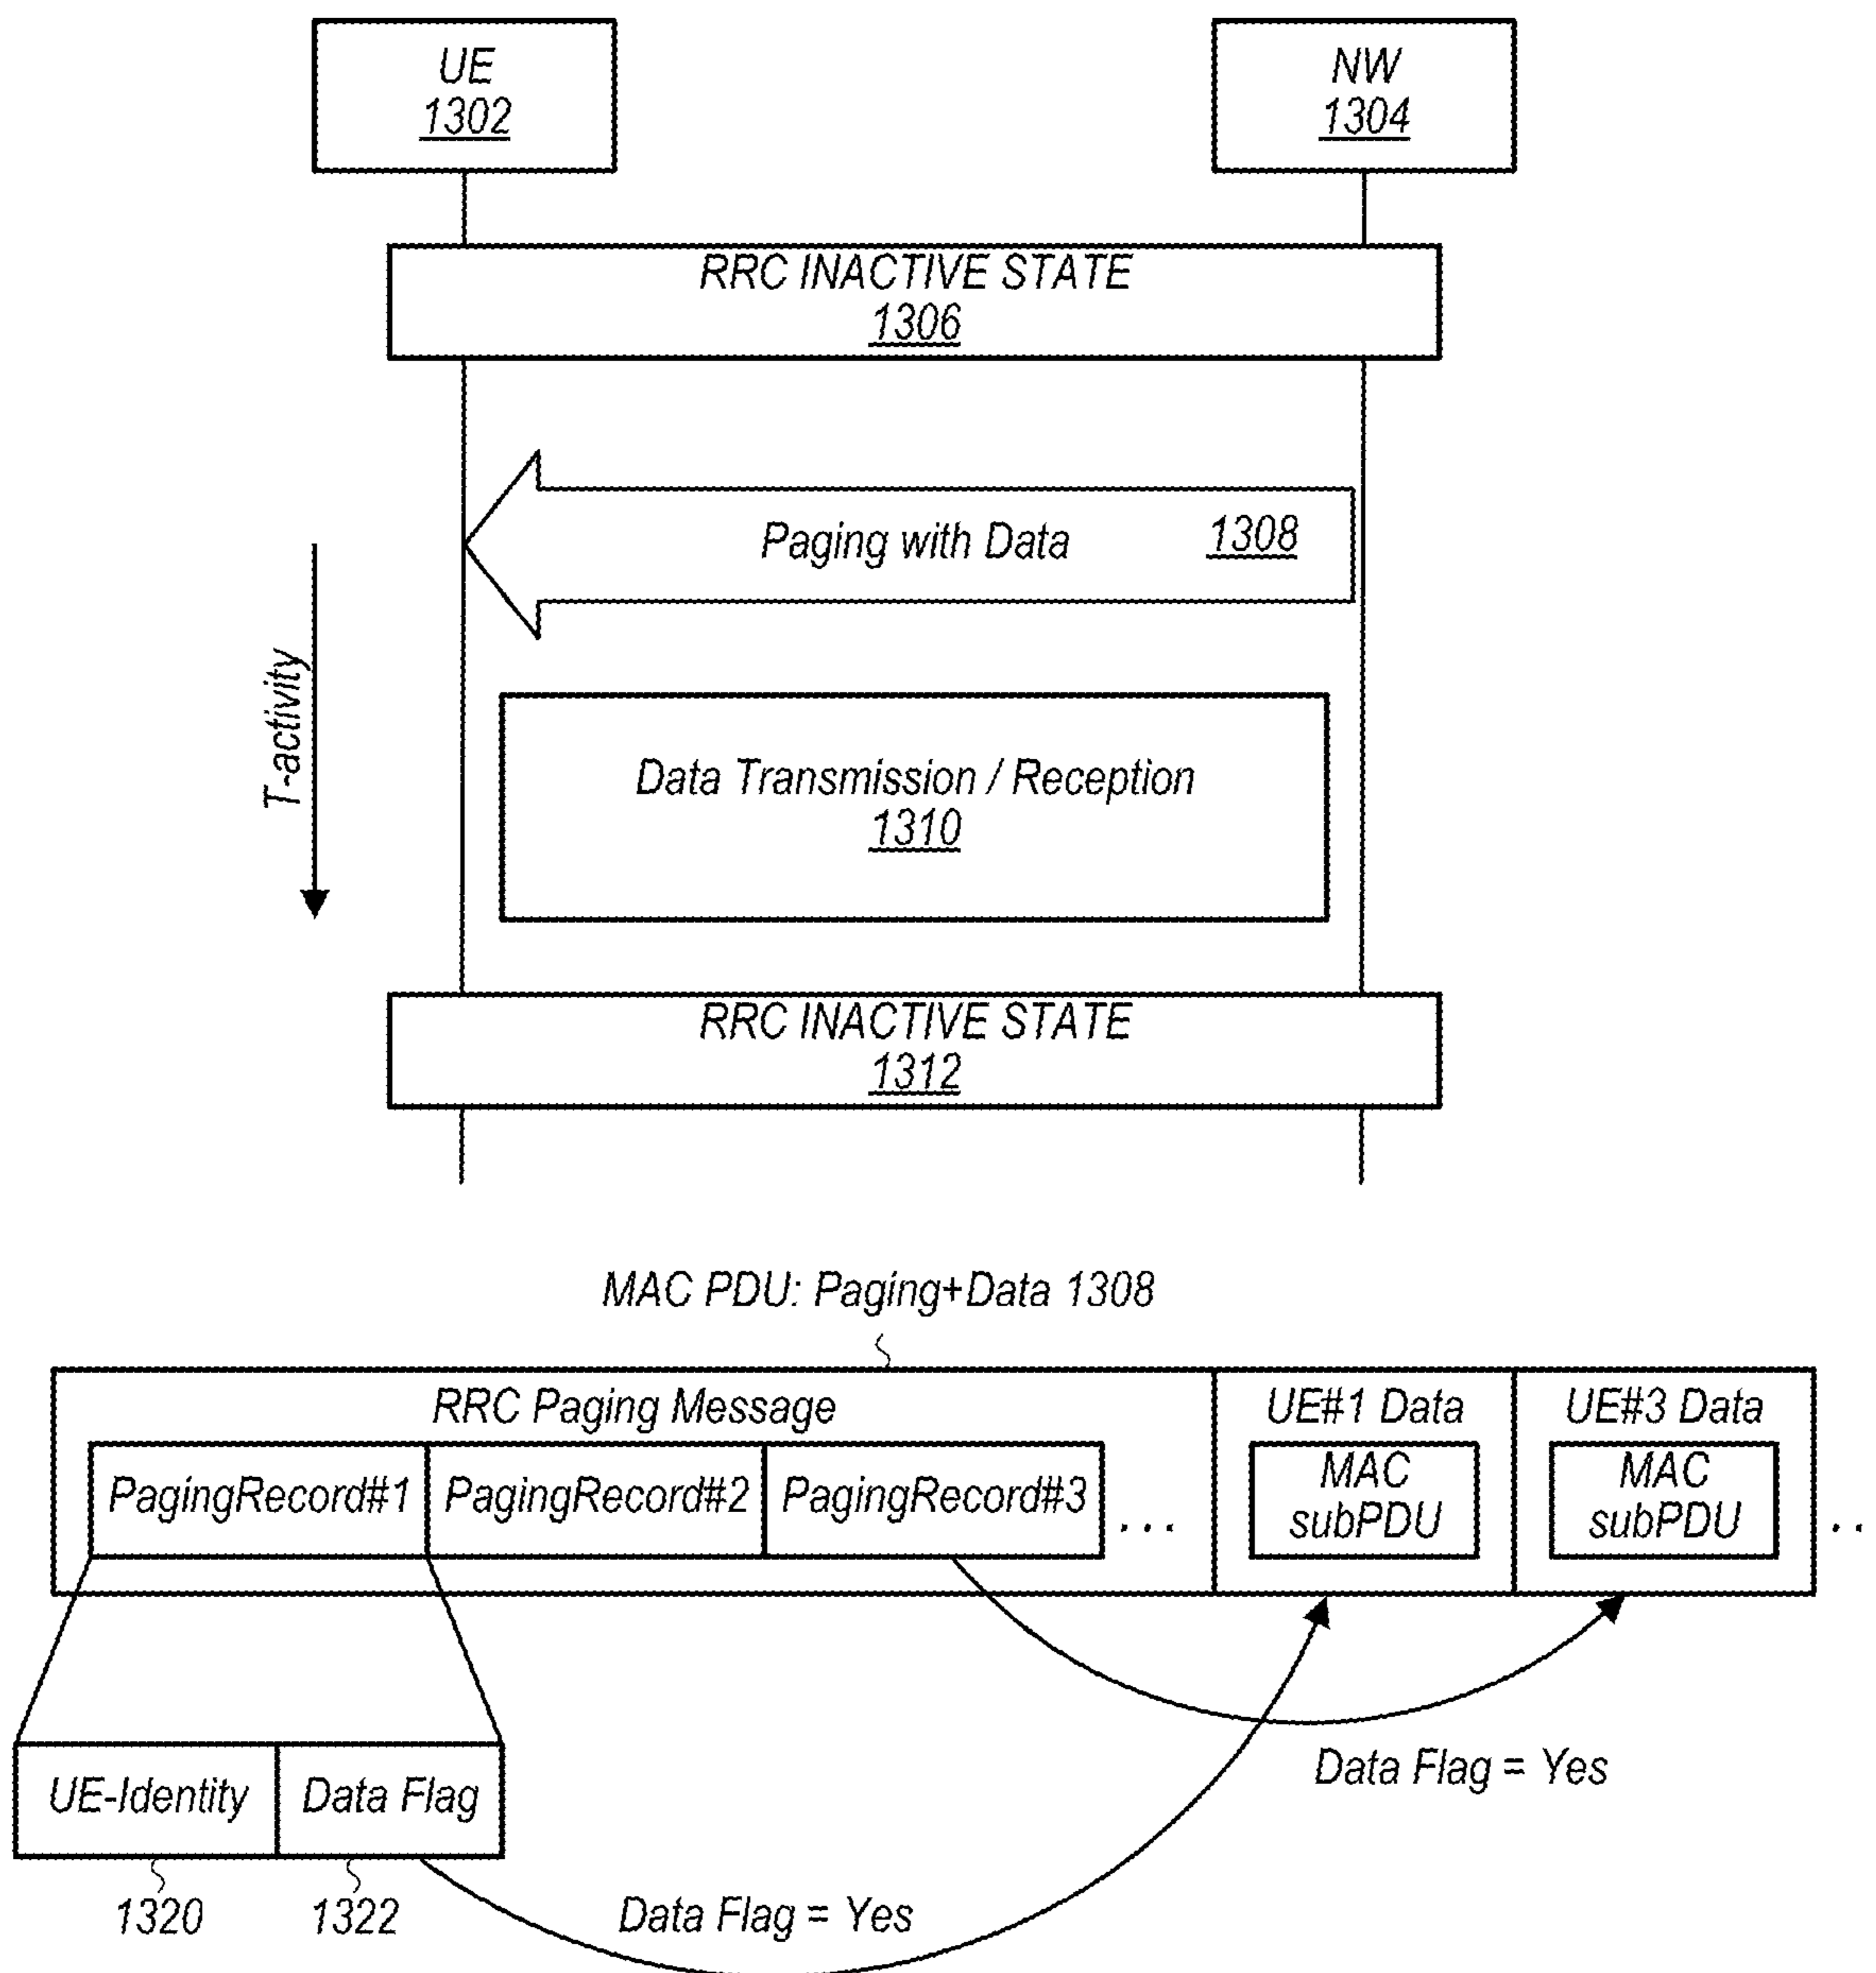 UE
1302
NW
1304
RRC INACTIVE STATE
1306
Paging with Data 1308
T-activity
Data Transmission / Reception
1310
RRC INACTIVE STATE
1312
MAC PDU: Paging+Data 1308
RRC Paging Message
UE#1 Data
UE#3 Data
PagingRecord#1
PagingRecord#2
PagingRecord#3
...
MAC
subPDU
MAC
subPDU
..
Data Flag = Yes
UE-Identity
Data Flag
1320
1322
Data Flag = Yes